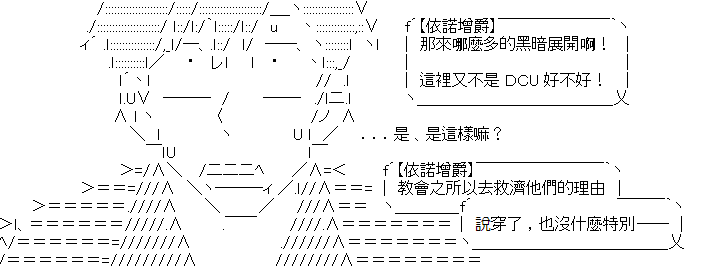 【依諾增爵】
那來哪麼多的黑暗展開啊！
這裡又不是 DCU 好不好！
．．．是、是這樣嘛？
【依諾增爵】
教會之所以去救濟他們的理由
說穿了，也沒什麼特別――